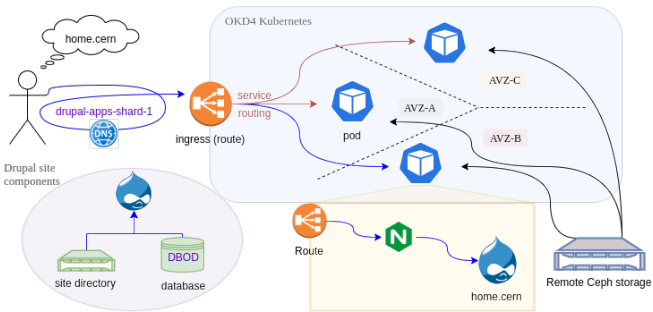 OKD4 Kubernetes
home.cern
AVZ-C
service
drupal-apps-shard-1
AVZ-A
routing
DNS
ingress (route)
pod
AVZ-B
Drupal site
components
Route
DBOD
site directory
database
N
home.cern
Remote Ceph storage